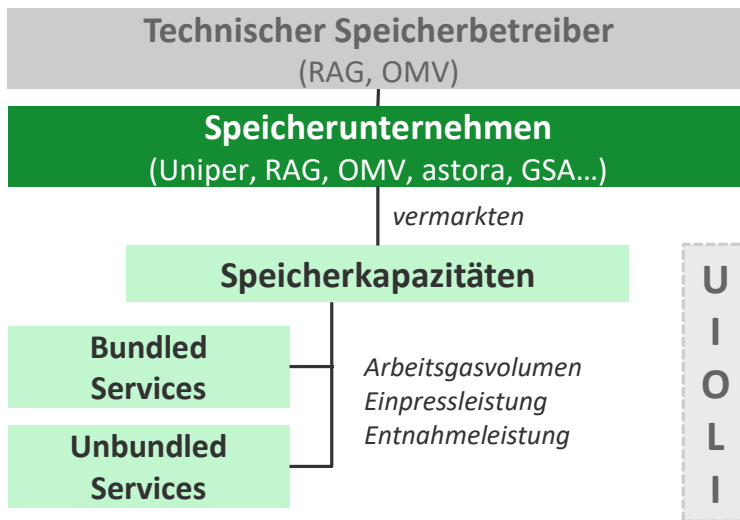 Technischer Speicherbetreiber
(RAG, OMV)
Speicherunternehmen
(Uniper, RAG, OMV, astora, GSA…)
vermarkten
Speicherkapazitäten
Bundled
Services
Arbeitsgasvolumen
Einpressleistung
Entnahmeleistung
Unbundled
Services
U
I
O
L
I